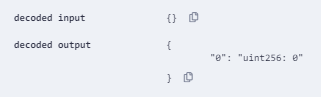 decoded input {}
decoded output {
"0": "uint256: 0"
}